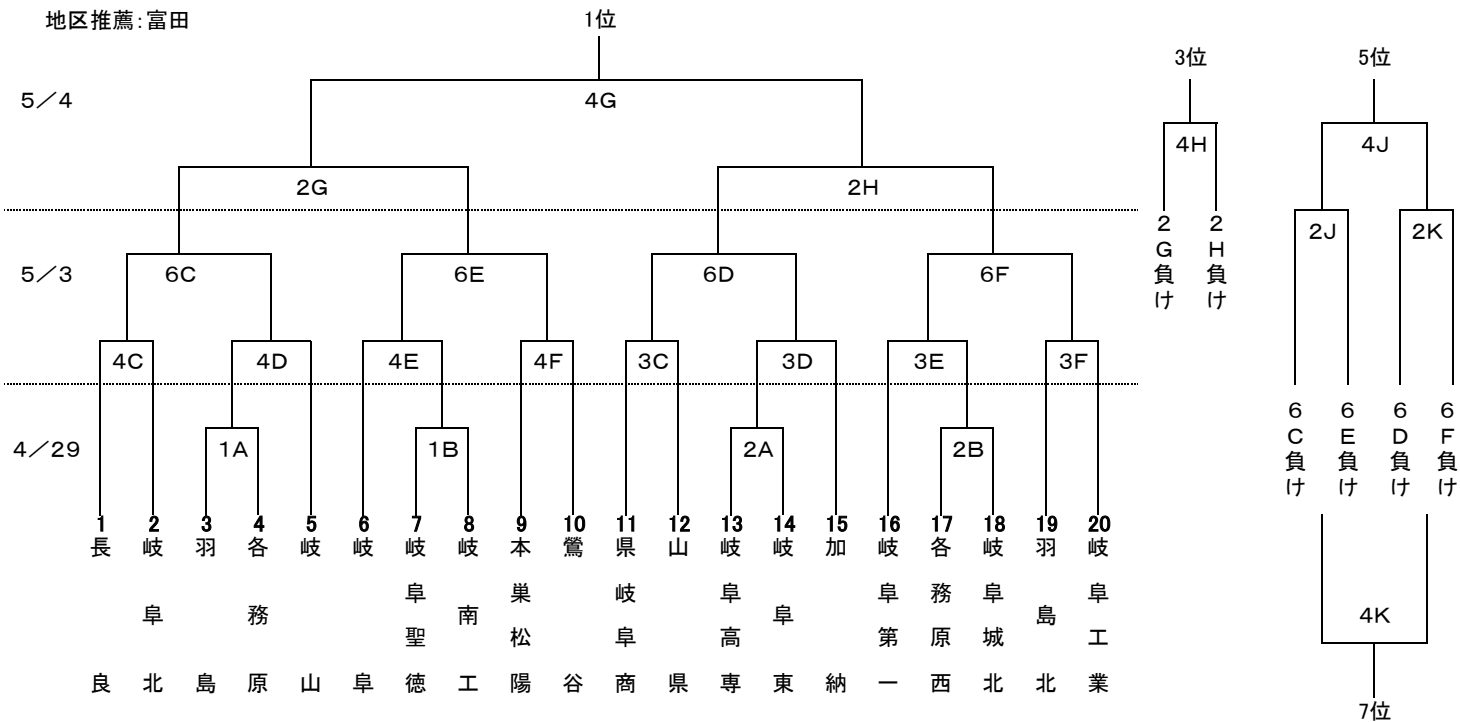 地区推薦：富田
1位
3位
5位
5／4
4G
4H
4J
2G
2H
2G負け
2H負け
2J
2K
5／3
6C
6E
6D
6F
4C
4D
4E
4F
3C
3D
3E
3F
6C負け
6E負け
6D負け
6F負け
4／29
1A
1B
2A
2B
1 長良
2 岐阜北
3 羽島
4 各務原
5 岐山
6 岐阜
7 岐阜聖徳
8 岐南工
9 本巣松陽
10 鶯谷
11 県岐阜商
12 山県
13 岐阜高専
14 岐阜東
15 加納
16 岐阜第一
17 各務原西
18 岐阜城北
19 羽島北
20 岐阜工業
4K
7位